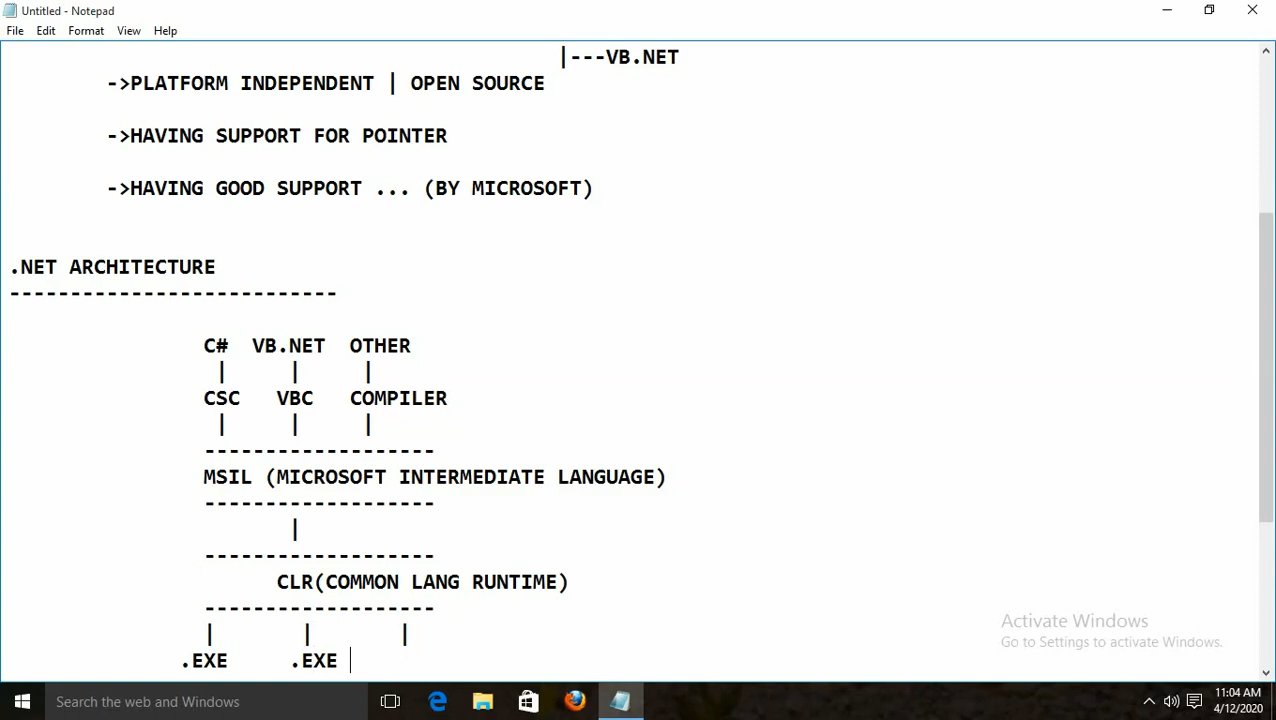 Untitled - Notepad
File Edit Format View Help
|---VB.NET
->PLATFORM INDEPENDENT | OPEN SOURCE
->HAVING SUPPORT FOR POINTER
->HAVING GOOD SUPPORT ... (BY MICROSOFT)
.NET ARCHITECTURE
---------------------------
C# VB.NET OTHER
| | |
CSC VBC COMPILER
| | |
-------------------
MSIL (MICROSOFT INTERMEDIATE LANGUAGE)
-------------------
|
-------------------
CLR(COMMON LANG RUNTIME)
-------------------
| | |
.EXE .EXE
Activate Windows
Go to Settings to activate Windows.
Search the web and Windows
11:04 AM
4/12/2020